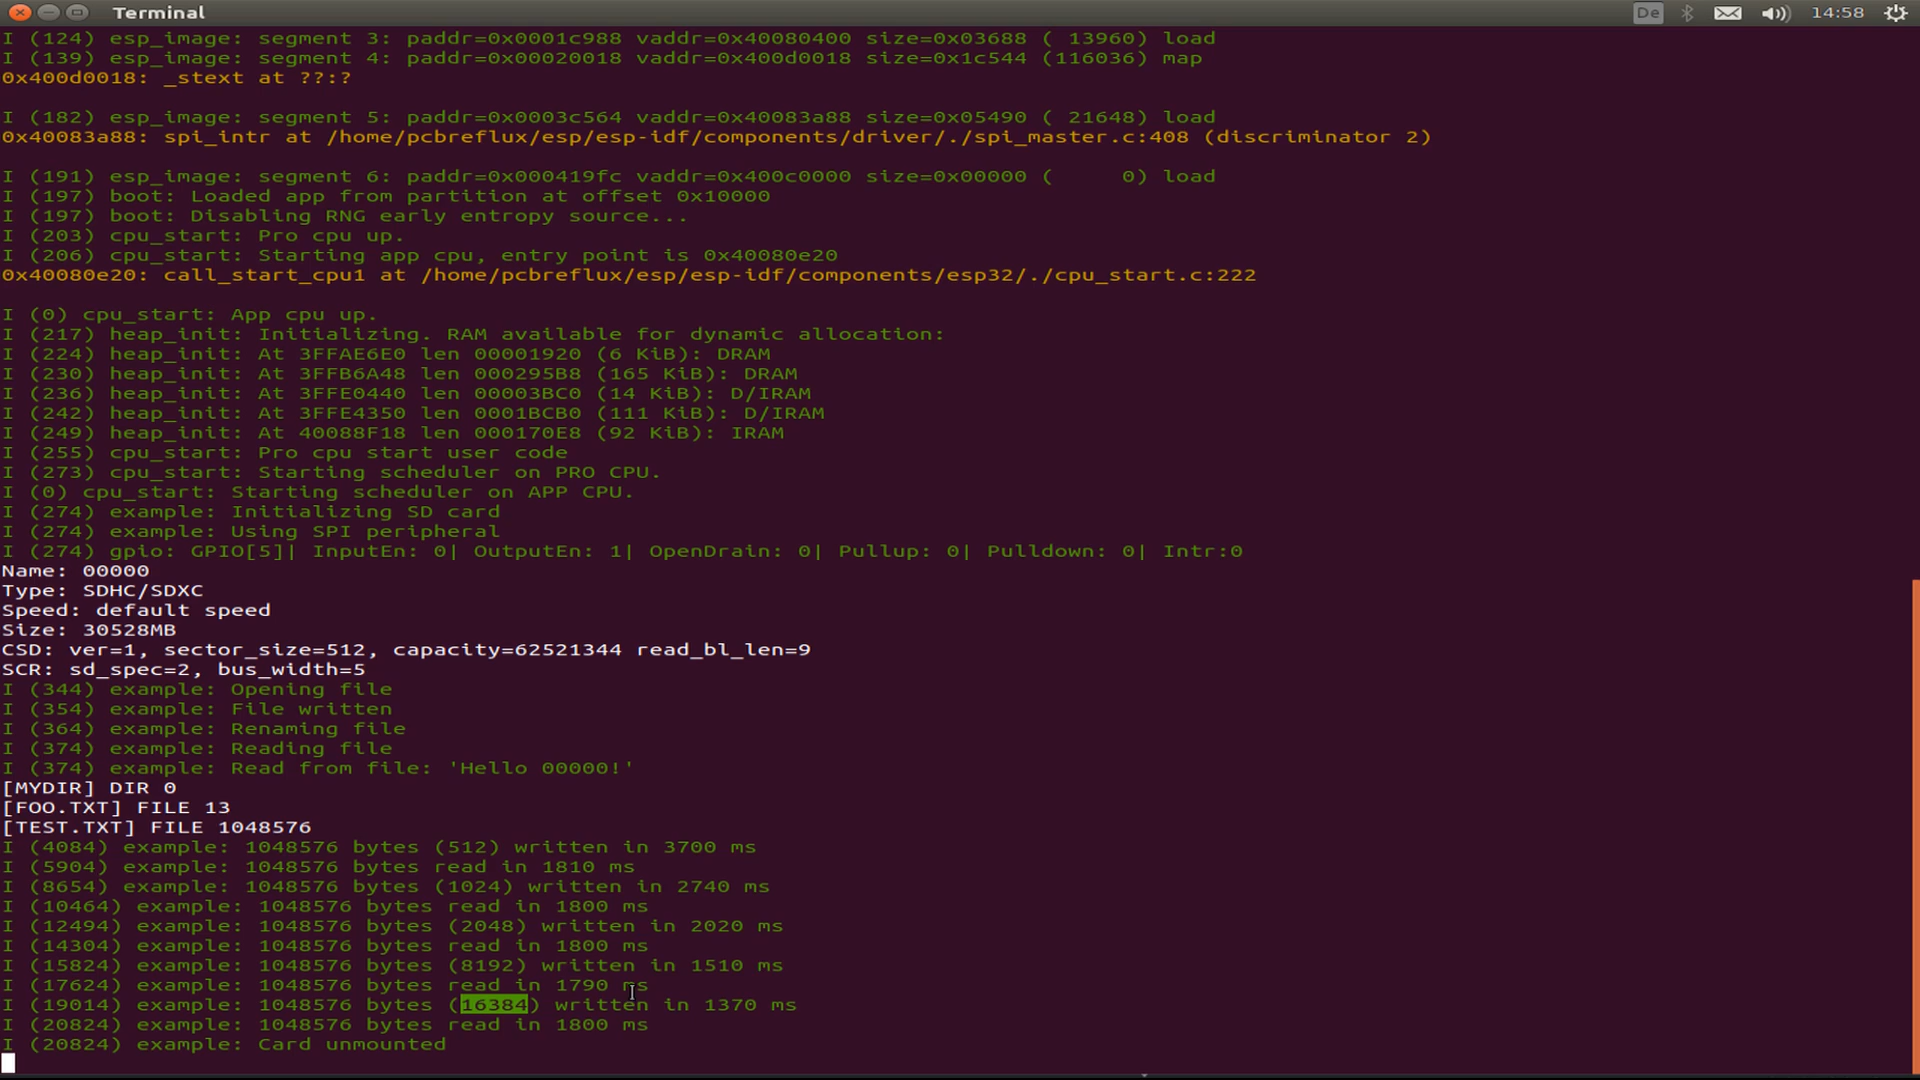 Terminal
De
14:58
I (124) esp_image: segment 3: paddr=0x0001c988 vaddr=0x40080400 size=0x03688 ( 13960) load
I (139) esp_image: segment 4: paddr=0x00020018 vaddr=0x400d0018 size=0x1c544 (116036) map
0x400d0018: _stext at ??:?
I (182) esp_image: segment 5: paddr=0x0003c564 vaddr=0x40083a88 size=0x05490 ( 21648) load
0x40083a88: spi_intr at /home/pcbreflux/esp/esp-idf/components/driver/./spi_master.c:408 (discriminator 2)
I (191) esp_image: segment 6: paddr=0x000419fc vaddr=0x400c0000 size=0x00000 (     0) load
I (197) boot: Loaded app from partition at offset 0x10000
I (197) boot: Disabling RNG early entropy source...
I (203) cpu_start: Pro cpu up.
I (206) cpu_start: Starting app cpu, entry point is 0x40080e20
0x40080e20: call_start_cpu1 at /home/pcbreflux/esp/esp-idf/components/esp32/./cpu_start.c:222
I (0) cpu_start: App cpu up.
I (217) heap_init: Initializing. RAM available for dynamic allocation:
I (224) heap_init: At 3FFAE6E0 len 00001920 (6 KiB): DRAM
I (230) heap_init: At 3FFB6A48 len 000295B8 (165 KiB): DRAM
I (236) heap_init: At 3FFE0440 len 00003BC0 (14 KiB): D/IRAM
I (242) heap_init: At 3FFE4350 len 0001BCB0 (111 KiB): D/IRAM
I (249) heap_init: At 40088F18 len 000170E8 (92 KiB): IRAM
I (255) cpu_start: Pro cpu start user code
I (273) cpu_start: Starting scheduler on PRO CPU.
I (0) cpu_start: Starting scheduler on APP CPU.
I (274) example: Initializing SD card
I (274) example: Using SPI peripheral
I (274) gpio: GPIO[5]| InputEn: 0| OutputEn: 1| OpenDrain: 0| Pullup: 0| Pulldown: 0| Intr:0
Name: 00000
Type: SDHC/SDXC
Speed: default speed
Size: 30528MB
CSD: ver=1, sector_size=512, capacity=62521344 read_bl_len=9
SCR: sd_spec=2, bus_width=5
I (344) example: Opening file
I (354) example: File written
I (364) example: Renaming file
I (374) example: Reading file
I (374) example: Read from file: 'Hello 00000!'
[MYDIR] DIR 0
[FOO.TXT] FILE 13
[TEST.TXT] FILE 1048576
I (4084) example: 1048576 bytes (512) written in 3700 ms
I (5904) example: 1048576 bytes read in 1810 ms
I (8654) example: 1048576 bytes (1024) written in 2740 ms
I (10464) example: 1048576 bytes read in 1800 ms
I (12494) example: 1048576 bytes (2048) written in 2020 ms
I (14304) example: 1048576 bytes read in 1800 ms
I (15824) example: 1048576 bytes (8192) written in 1510 ms
I (17624) example: 1048576 bytes read in 1790 ms
I (19014) example: 1048576 bytes (16384) written in 1370 ms
I (20824) example: 1048576 bytes read in 1800 ms
I (20824) example: Card unmounted